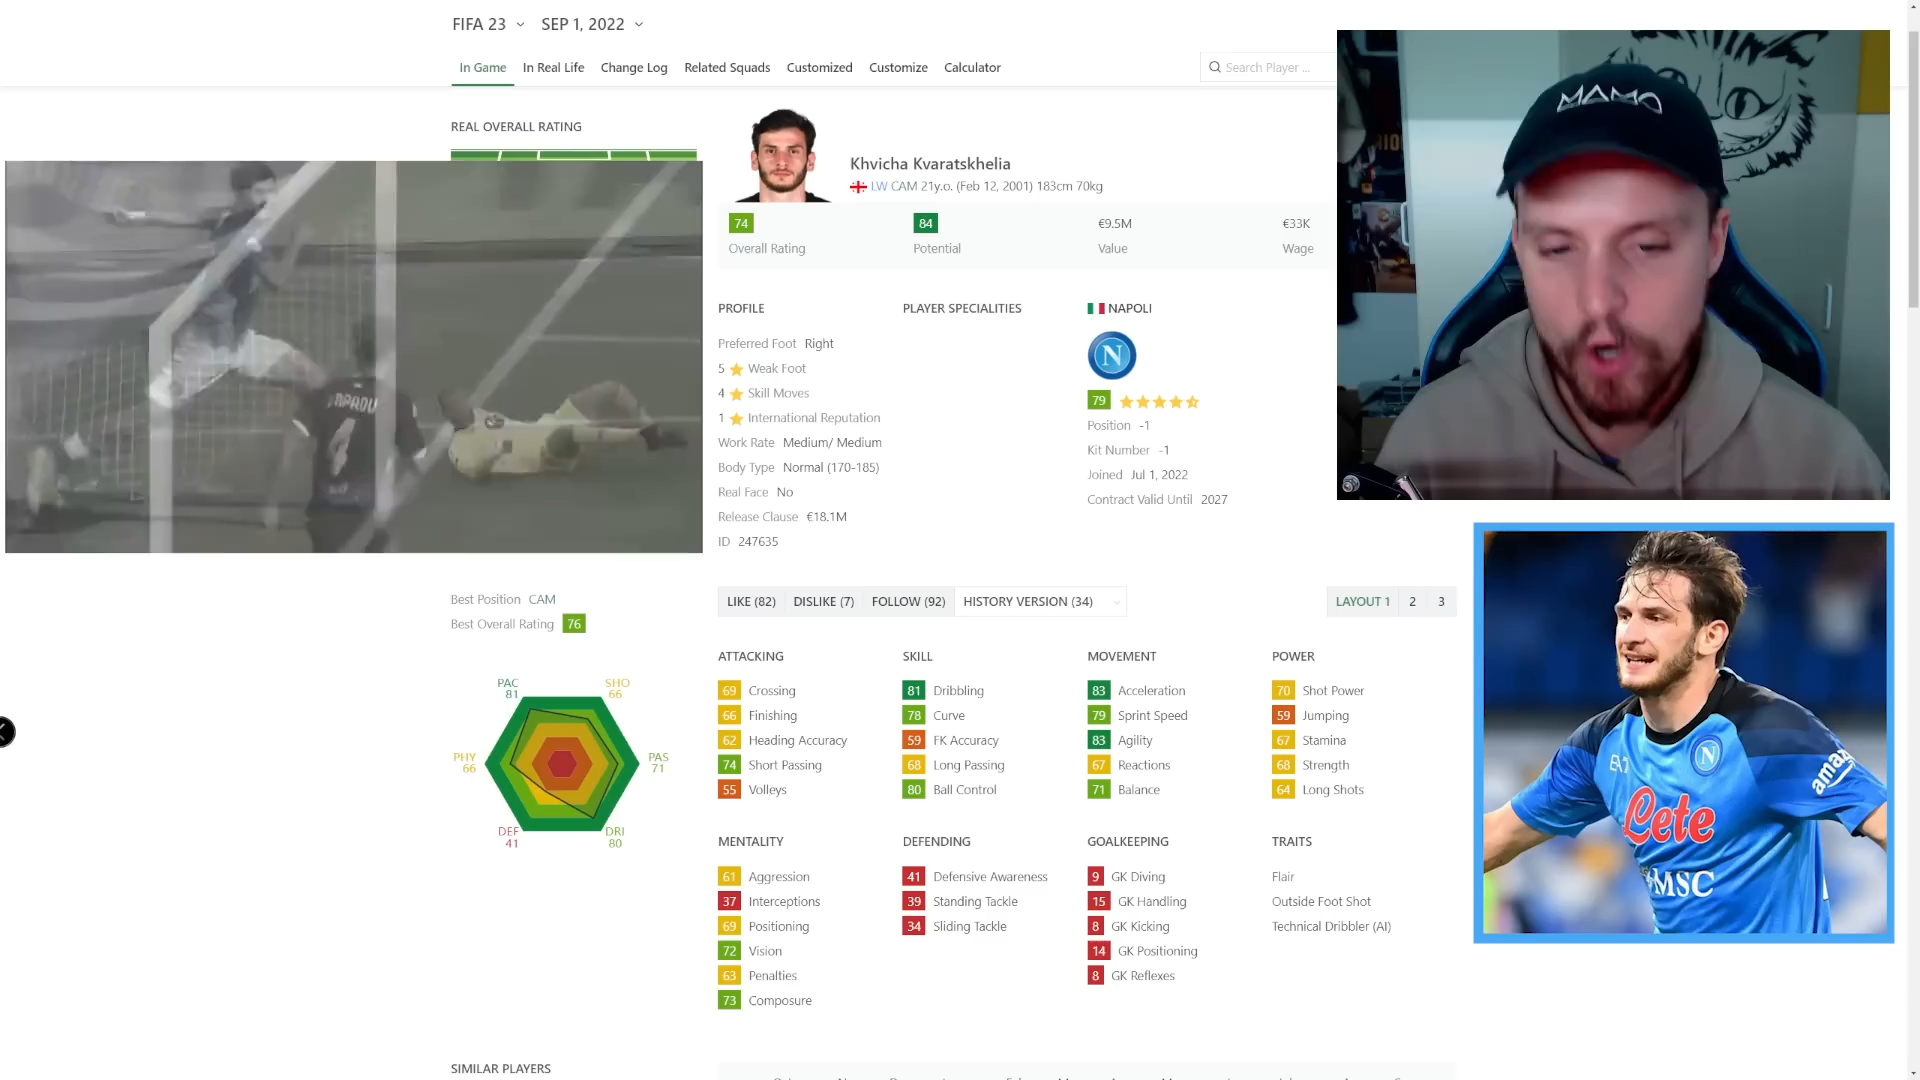 FIFA 23 SEP 1, 2022
In Game In Real Life Change Log Related Squads Customized Customize Calculator
Search Player ...
MAMO
REAL OVERALL RATING
Khvicha Kvaratskhelia
LW CAM 21y.o. (Feb 12, 2001) 183cm 70kg
74 84 €9.5M €33K
Overall Rating Potential Value Wage
PROFILE
Preferred Foot Right
5 Weak Foot
4 Skill Moves
1 International Reputation
Work Rate Medium/ Medium
Body Type Normal (170-185)
Real Face No
Release Clause €18.1M
ID 247635
PLAYER SPECIALITIES
NAPOLI
N
79
Position -1
Kit Number -1
Joined Jul 1, 2022
Contract Valid Until 2027
Best Position CAM
Best Overall Rating 76
LIKE (82) DISLIKE (7) FOLLOW (92) HISTORY VERSION (34)
LAYOUT 1 2 3
PAC
81
SHO
66
PHY
66
PAS
71
DEF
41
DRI
80
ATTACKING
69 Crossing
66 Finishing
62 Heading Accuracy
74 Short Passing
55 Volleys
SKILL
81 Dribbling
78 Curve
59 FK Accuracy
68 Long Passing
80 Ball Control
MOVEMENT
83 Acceleration
79 Sprint Speed
83 Agility
67 Reactions
71 Balance
POWER
70 Shot Power
59 Jumping
67 Stamina
68 Strength
64 Long Shots
MENTALITY
61 Aggression
37 Interceptions
69 Positioning
72 Vision
63 Penalties
73 Composure
DEFENDING
41 Defensive Awareness
39 Standing Tackle
34 Sliding Tackle
GOALKEEPING
9 GK Diving
15 GK Handling
8 GK Kicking
14 GK Positioning
8 GK Reflexes
TRAITS
Flair
Outside Foot Shot
Technical Dribbler (AI)
EA7
N
Lete
MSC
amaz
SIMILAR PLAYERS